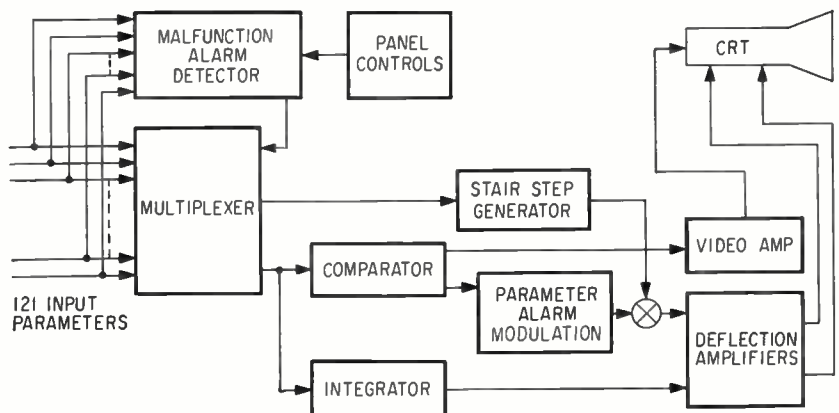 MALFUNCTION
ALARM
DETECTOR
PANEL
CONTROLS
CRT
MULTIPLEXER
STAIR STEP
GENERATOR
VIDEO AMP
COMPARATOR
PARAMETER
ALARM
MODULATION
121 INPUT
PARAMETERS
DEFLECTION
AMPLIFIERS
INTEGRATOR